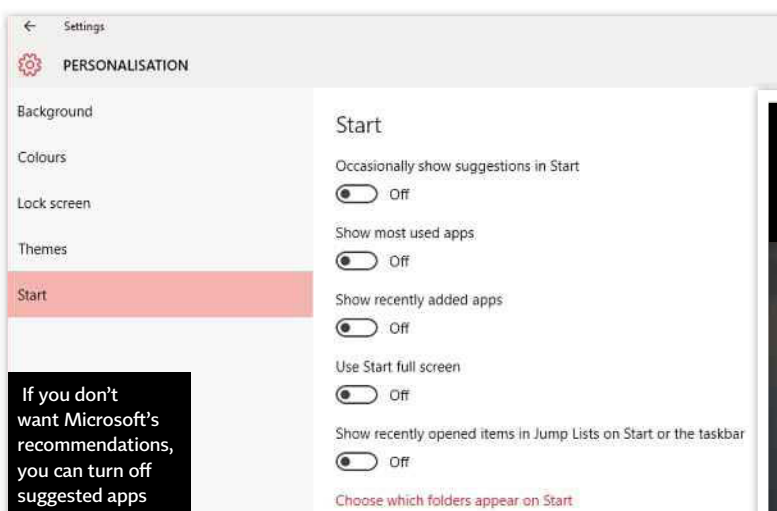 ← Settings
PERSONALISATION
Background
Colours
Lock screen
Themes
Start
Start
Occasionally show suggestions in Start
Off
Show most used apps
Off
Show recently added apps
Off
Use Start full screen
Off
Show recently opened items in Jump Lists on Start or the taskbar
Off
Choose which folders appear on Start
If you don't
want Microsoft's
recommendations,
you can turn off
suggested apps